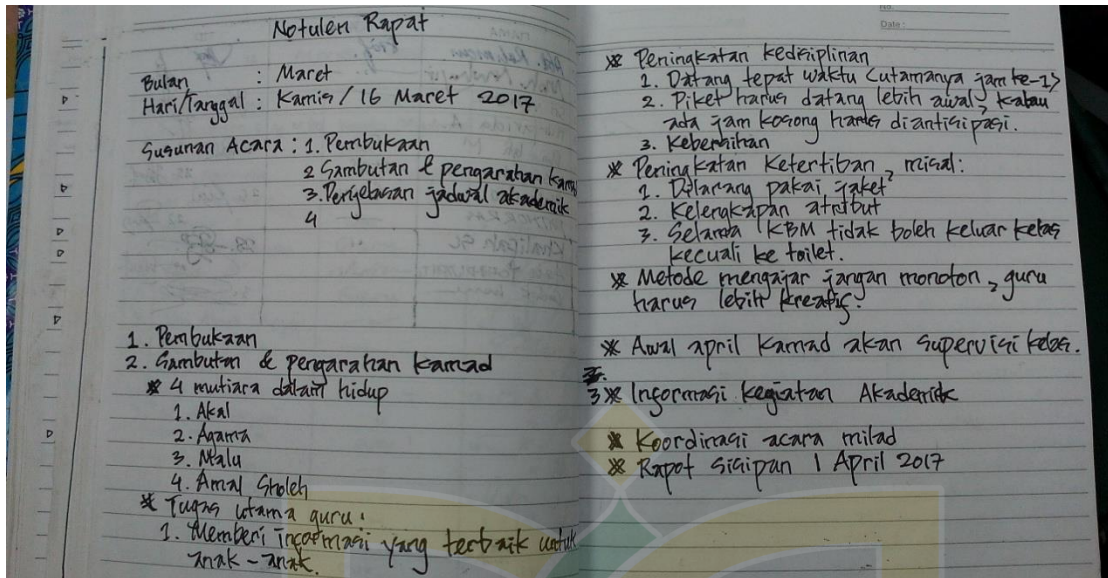 Notulen Rapat
Bulan : Maret
Hari/Tanggal : Kamis / 16 Maret 2017
Susunan Acara : 1. Pembukaan
2 Sambutan & pengarahan kamad
3. Penjelasan jadwal akademik
4
1. Pembukaan
2. Sambutan & pengarahan kamad
* 4 mutiara dalam hidup
1. Akal
2. Agama
3. Malu
4. Amal Sholeh
* Tugas utama guru :
1. Memberi informasi yang terbaik untuk
anak - anak.
No.
Date :
* Peningkatan kedisiplinan
1. Datang tepat waktu (utamanya jam ke-1)
2. Piket harus datang lebih awal, kalau
ada jam kosong harus diantisipasi.
3. Kebersihan
* Peningkatan Ketertiban, misal:
1. Dilarang pakai jaket
2. Kelengkapan atribut
3. Selama KBM tidak boleh keluar kelas
kecuali ke toilet.
* Metode mengajar jangan monoton, guru
harus lebih kreatif.
* Awal april Kamad akan supervisi kelas.
3 * Informasi kegiatan Akademik
* Koordinasi acara milad
* Rapot sisipan 1 April 2017